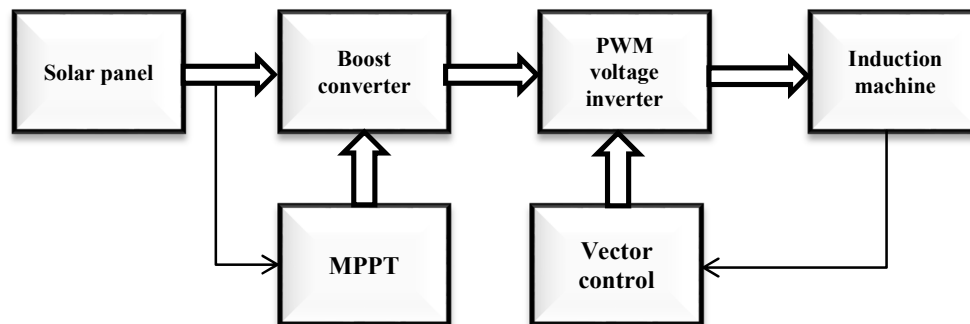 Solar panel
Boost
converter
PWM
voltage
inverter
Induction
machine
MPPT
Vector
control